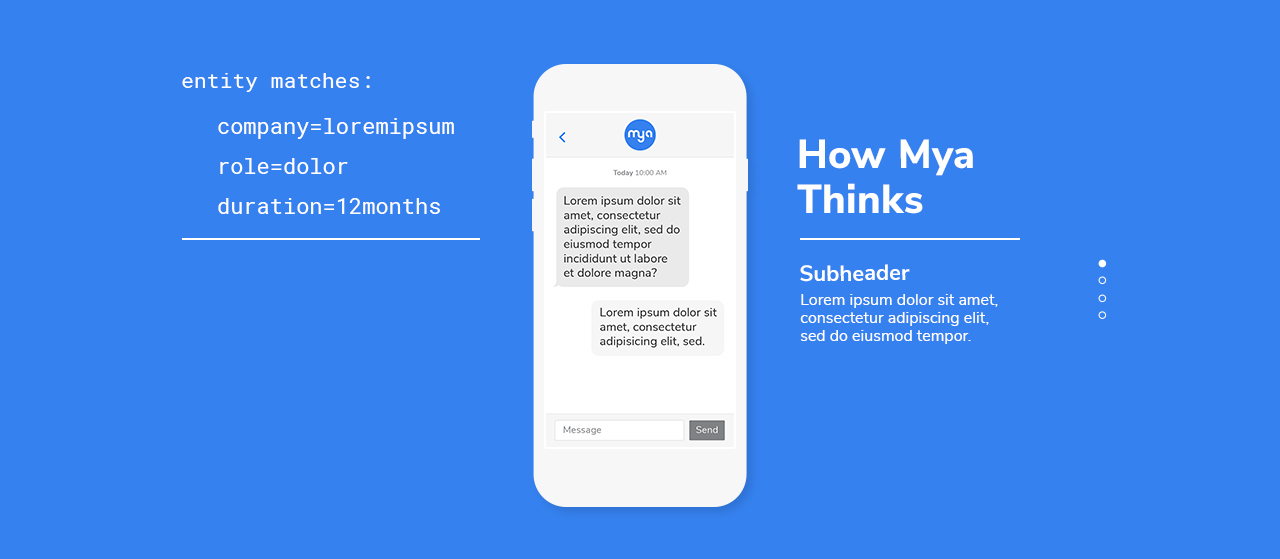 entity matches:
company=loremipsum
role=dolor
duration=12months
mya
Today 10:00 AM
Lorem ipsum dolor sit
amet, consectetur
adipiscing elit, sed do
eiusmod tempor
incididunt ut labore
et dolore magna?
Lorem ipsum dolor sit
amet, consectetur
adipisicing elit, sed.
Message
Send
How Mya
Thinks
Subheader
Lorem ipsum dolor sit amet,
consectetur adipiscing elit,
sed do eiusmod tempor.